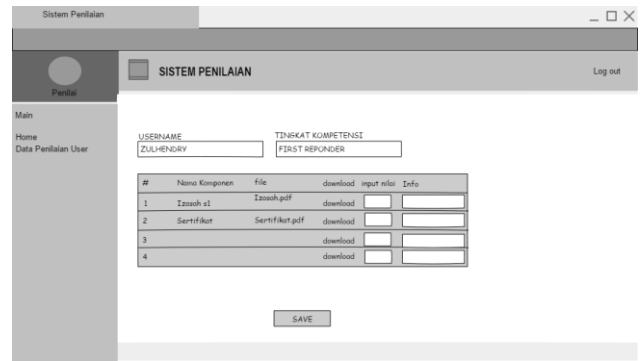 Sistem Penilaian
SISTEM PENILAIAN
Log out
Penilai
Main
Home
Data Penilaian User
USERNAME TINGKAT KOMPETENSI
ZULHENDRY FIRST REPONDER
# Nama Komponen file download input nilai Info
1 Izasah s1 Izosoh.pdf download
2 Sertifikat Sertifikat.pdf download
3 download
4 download
SAVE